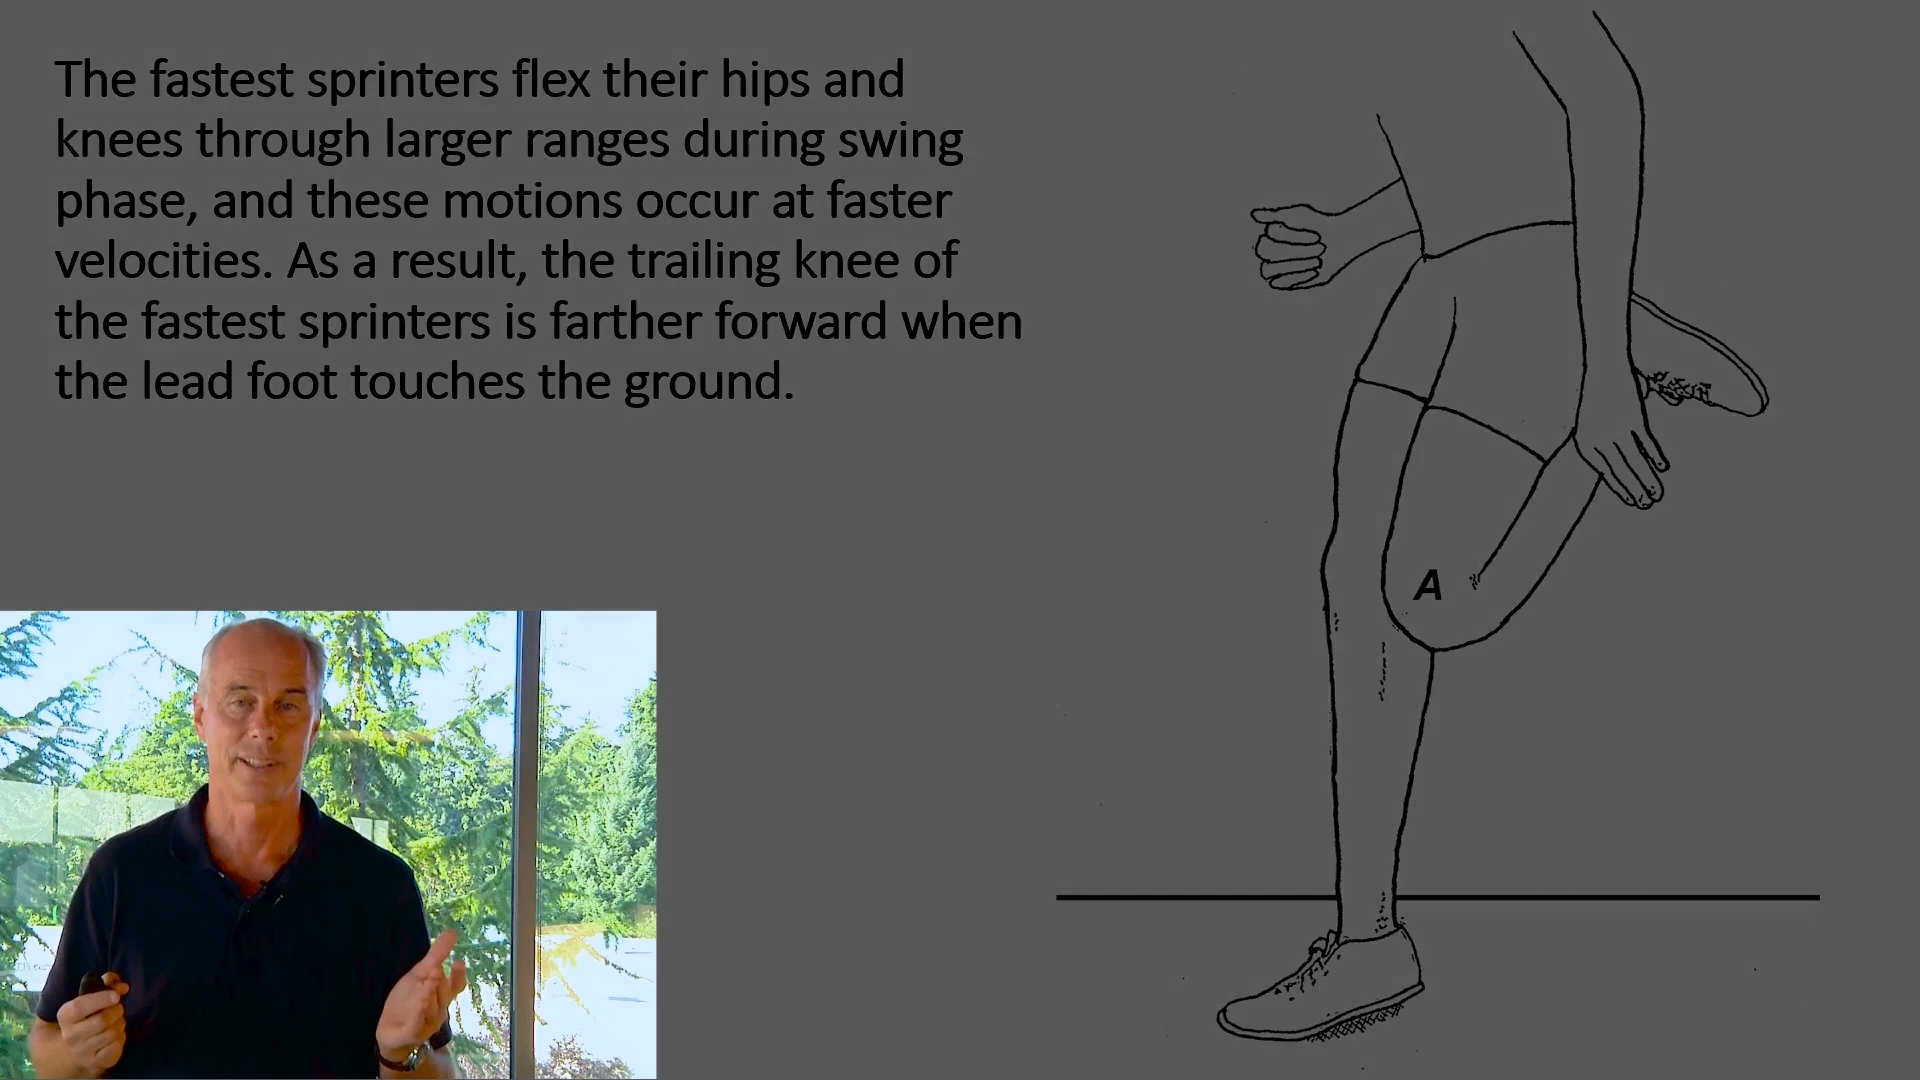 The fastest sprinters flex their hips and
knees through larger ranges during swing
phase, and these motions occur at faster
velocities. As a result, the trailing knee of
the fastest sprinters is farther forward when
the lead foot touches the ground.
A